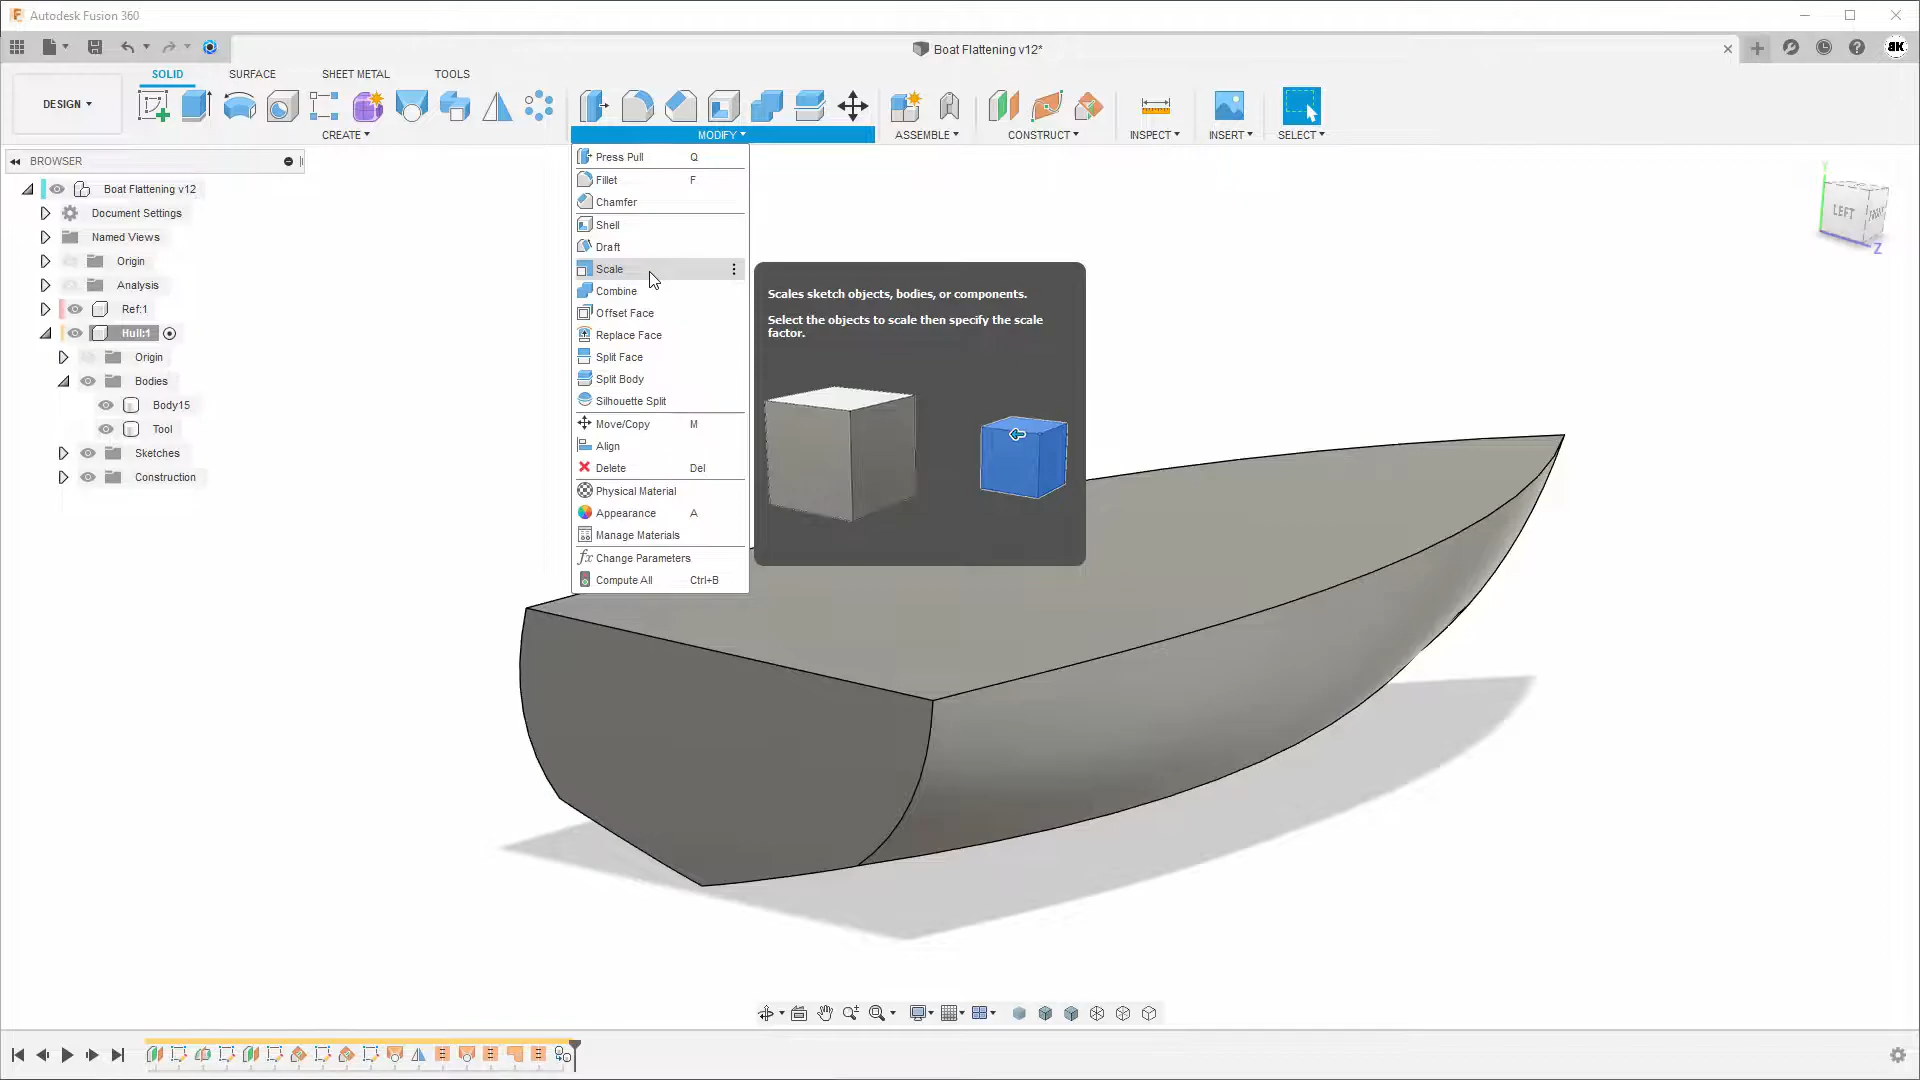 Autodesk Fusion 360
Boat Flattening v12*
BK
SOLID
SURFACE
SHEET METAL
TOOLS
DESIGN
CREATE
MODIFY
ASSEMBLE
CONSTRUCT
INSPECT
INSERT
SELECT
BROWSER
Boat Flattening v12
Document Settings
Named Views
Origin
Analysis
Ref:1
Hull:1
Origin
Bodies
Body15
Tool
Sketches
Construction
Press Pull Q
Fillet F
Chamfer
Shell
Draft
Scale
Combine
Offset Face
Replace Face
Split Face
Split Body
Silhouette Split
Move/Copy M
Align
Delete Del
Physical Material
Appearance A
Manage Materials
fx Change Parameters
Compute All Ctrl+B
Scales sketch objects, bodies, or components.
Select the objects to scale then specify the scale
factor.
Y
LEFT
FRONT
Z